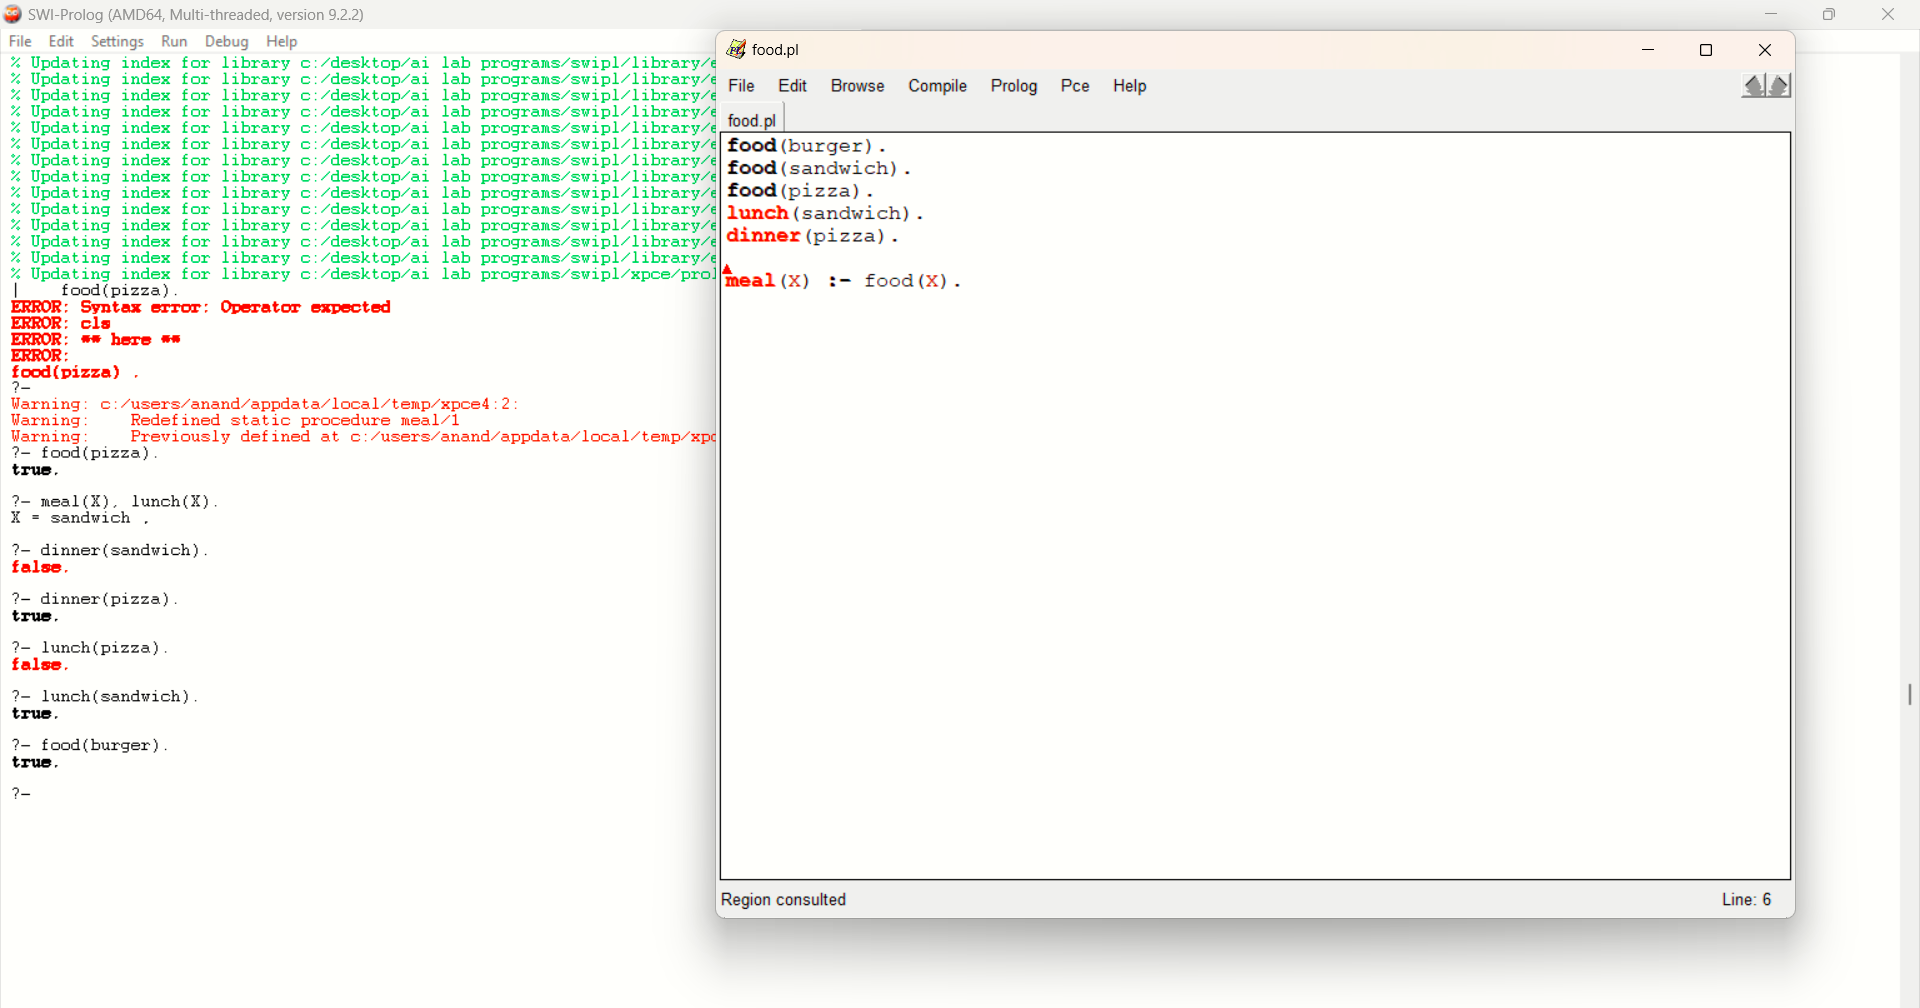 SWI-Prolog (AMD64, Multi-threaded, version 9.2.2)
File Edit Settings Run Debug Help
% Updating index for library c:/desktop/ai lab programs/swipl/library/e
% Updating index for library c:/desktop/ai lab programs/swipl/library/e
% Updating index for library c:/desktop/ai lab programs/swipl/library/e
% Updating index for library c:/desktop/ai lab programs/swipl/library/e
% Updating index for library c:/desktop/ai lab programs/swipl/library/e
% Updating index for library c:/desktop/ai lab programs/swipl/library/e
% Updating index for library c:/desktop/ai lab programs/swipl/library/e
% Updating index for library c:/desktop/ai lab programs/swipl/library/e
% Updating index for library c:/desktop/ai lab programs/swipl/library/e
% Updating index for library c:/desktop/ai lab programs/swipl/library/e
% Updating index for library c:/desktop/ai lab programs/swipl/library/e
% Updating index for library c:/desktop/ai lab programs/swipl/library/e
% Updating index for library c:/desktop/ai lab programs/swipl/library/e
% Updating index for library c:/desktop/ai lab programs/swipl/xpce/prol
|    food(pizza).
ERROR: Syntax error: Operator expected
ERROR: cls
ERROR: ** here **
ERROR:
food(pizza) .
?-
Warning: c:/users/anand/appdata/local/temp/xpce4:2:
Warning:    Redefined static procedure meal/1
Warning:    Previously defined at c:/users/anand/appdata/local/temp/xpc
?- food(pizza).
true.
?- meal(X), lunch(X).
X = sandwich .
?- dinner(sandwich).
false.
?- dinner(pizza).
true.
?- lunch(pizza).
false.
?- lunch(sandwich).
true.
?- food(burger).
true.
?-
food.pl
File Edit Browse Compile Prolog Pce Help
food.pl
food(burger).
food(sandwich).
food(pizza).
lunch(sandwich).
dinner(pizza).
meal(X) :- food(X).
Region consulted
Line: 6